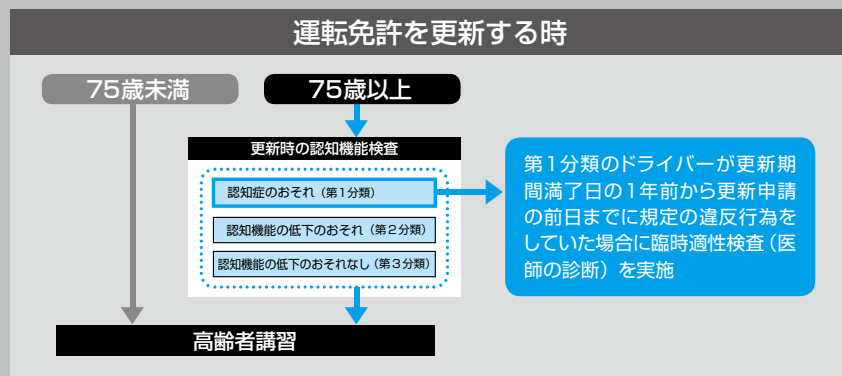 運転免許を更新する時
75歳未満
75歳以上
更新時の認知機能検査
認知症のおそれ（第1分類）
認知機能の低下のおそれ（第2分類）
認知機能の低下のおそれなし（第3分類）
第1分類のドライバーが更新期
間満了日の1年前から更新申請
の前日までに規定の違反行為を
していた場合に臨時適性検査（医
師の診断）を実施
高齢者講習